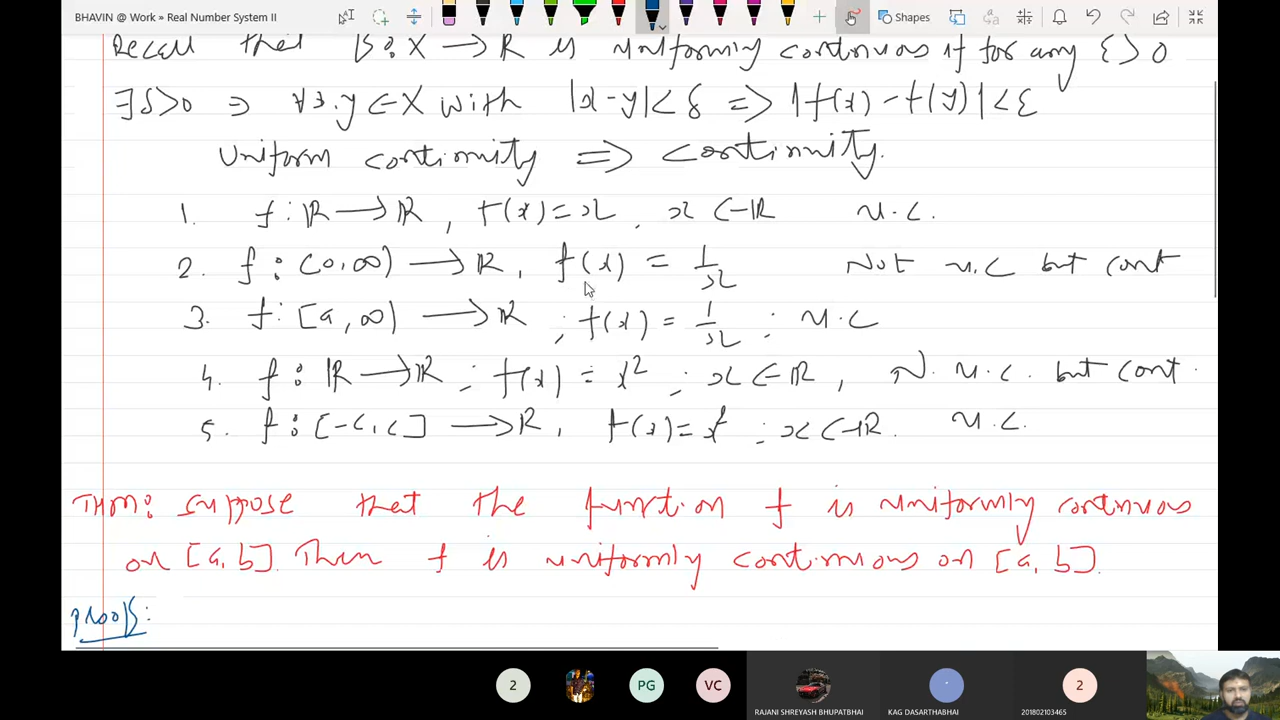 BHAVIN @ Work » Real Number System II
Shapes
Recall that f: X → R is uniformly continuous if for any ε > 0
∃ δ>0 ∋ ∀ x, y ∈ X with |x - y| < δ => |f(x) - f(y)| < ε
Uniform continuity => continuity.
1. f: R → R, f(x) = x, x ∈ R u.c.
2. f: (0, ∞) → R, f(x) = 1/x Not u.c but cont
3. f: [a, ∞) → R ; f(x) = 1/x ; u.c
4. f: R → R ; f(x) = x² ; x ∈ R, N. u.c. but cont.
5. f: [-c, c] → R, f(x) = x² ; x ∈ R. u.c.
THM: suppose that the function f is uniformly continuous
on [a, b]. Then f is uniformly continuous on [a, b].
proof:
2
PG
VC
RAJANI SHREYASH BHUPATBHAI
KAG DASARTHABHAI
2
201802103465